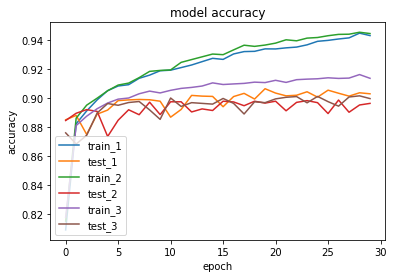 model accuracy
accuracy
0.94
0.92
0.90
0.88
0.86
0.84
0.82
train_1
test_1
train_2
test_2
train_3
test_3
0 5 10 15 20 25 30
epoch